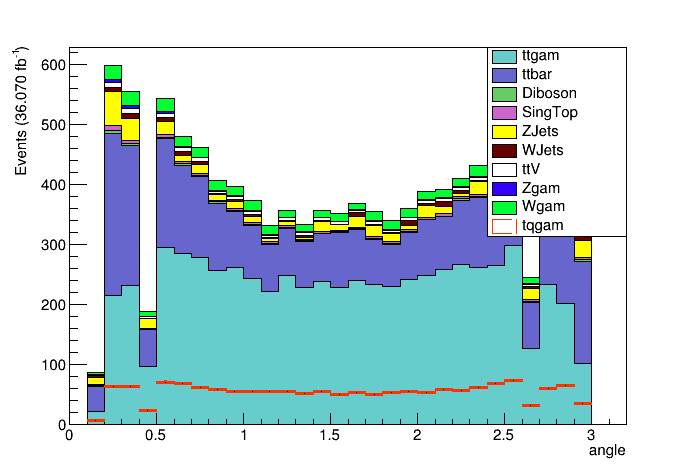 Events (36.070 fb⁻¹)
600
500
400
300
200
100
0
0
0.5
1
1.5
2
2.5
3
angle
ttgam
ttbar
Diboson
SingTop
ZJets
WJets
ttV
Zgam
Wgam
tqgam